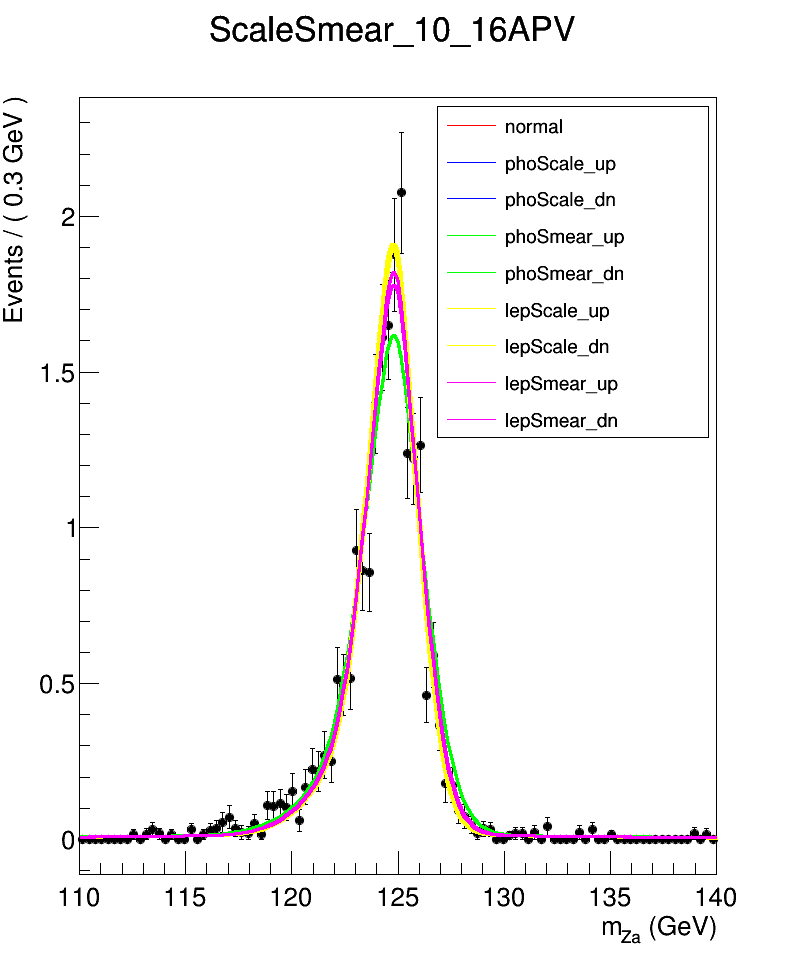 ScaleSmear_10_16APV
Events / ( 0.3 GeV )
2
1.5
1
0.5
0
normal
phoScale_up
phoScale_dn
phoSmear_up
phoSmear_dn
lepScale_up
lepScale_dn
lepSmear_up
lepSmear_dn
110 115 120 125 130 135 140
m_Za (GeV)